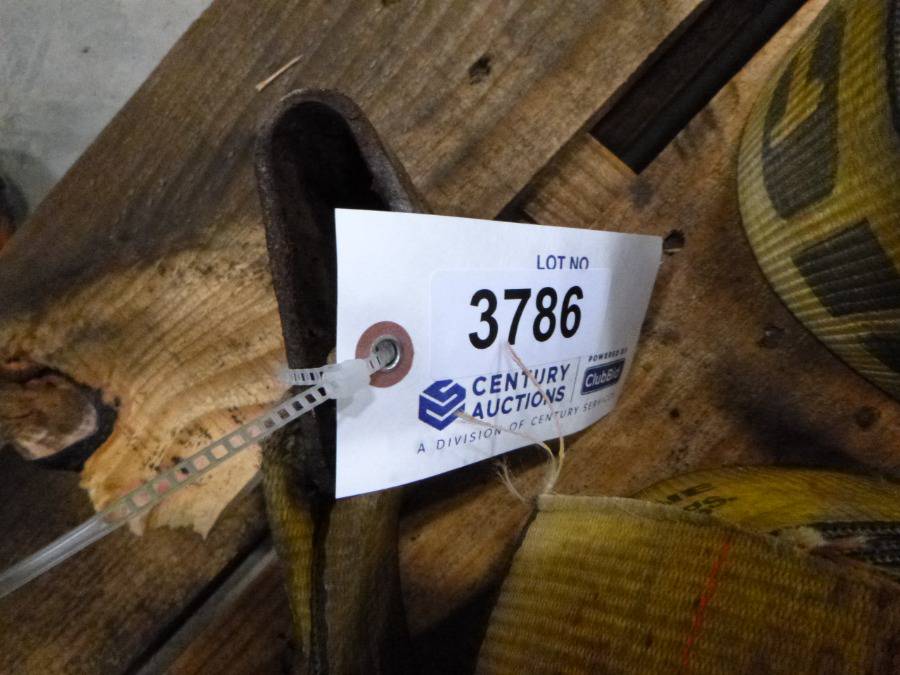 LOT NO
3786
CENTURY
AUCTIONS
POWERED BY
ClubBid
A DIVISION OF CENTURY SERVICES